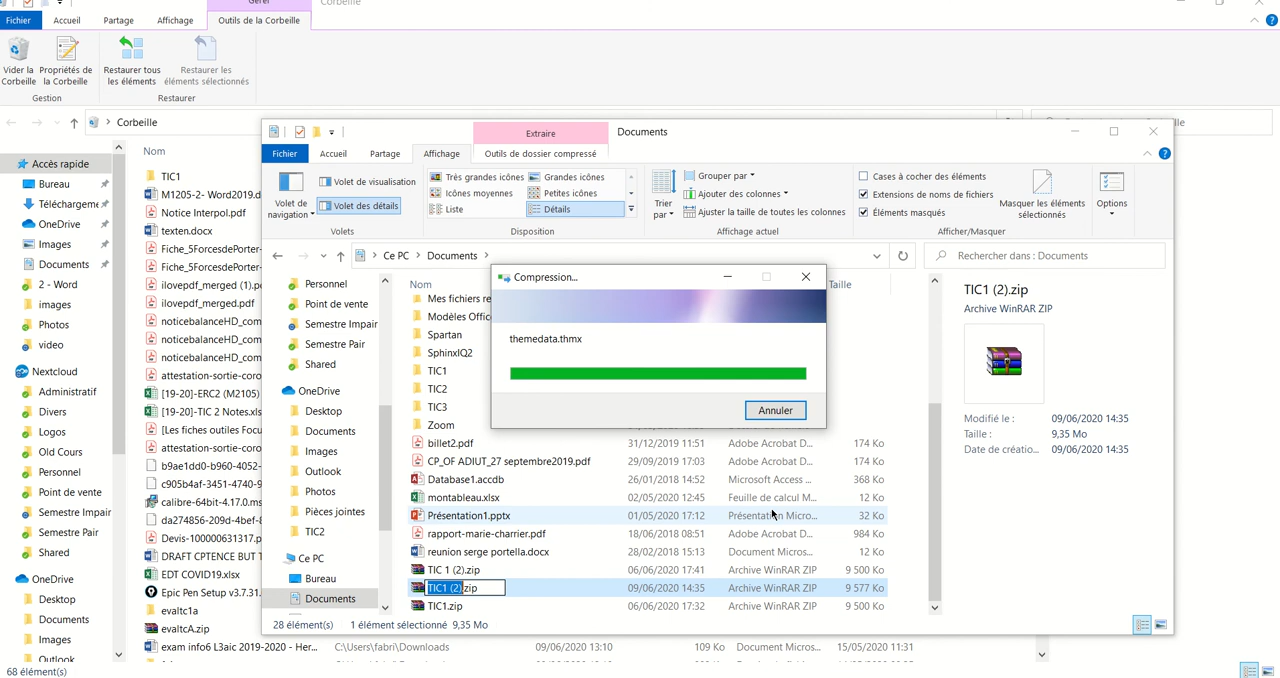 Gérer
Corbeille
Fichier Accueil Partage Affichage Outils de la Corbeille
Vider la Corbeille
Propriétés de la Corbeille
Restaurer tous les éléments
Restaurer les éléments sélectionnés
Gestion
Restaurer
Corbeille
Accès rapide
Bureau
Téléchargeme
OneDrive
Images
Documents
2 - Word
images
Photos
video
Nextcloud
Administratif
Divers
Logos
Old Cours
Personnel
Point de vente
Semestre Impair
Semestre Pair
Shared
OneDrive
Desktop
Documents
Images
Outlook
Nom
TIC1
M1205-2- Word2019.d
Notice Interpol.pdf
texten.docx
Fiche_5ForcesdePorter-
Fiche_5ForcesdePorter-
ilovepdf_merged (1).p
ilovepdf_merged.pdf
noticebalanceHD_com
noticebalanceHD_com
noticebalanceHD_com
attestation-sortie-coro
[19-20]-ERC2 (M2105)
[19-20]-TIC 2 Notes.xls
[Les fiches outiles Focu
attestation-sortie-coro
b9ae1dd0-b960-4052-
c905b4af-3451-4740-9
calibre-64bit-4.17.0.ms
da274856-209d-4bef-8
Devis-100000631317.p
DRAFT CPTENCE BUT T
EDT COVID19.xlsx
Epic Pen Setup v3.7.31.
evaltc1a
evaltcA.zip
exam info6 L3aic 2019-2020 - Her... C:\Users\fabri\Downloads 09/06/2020 13:10 109 Ko Document Micros... 15/05/2020 11:31
68 élément(s)
Extraire
Documents
Fichier Accueil Partage Affichage Outils de dossier compressé
Volet de navigation
Volet de visualisation
Volet des détails
Volets
Très grandes icônes Grandes icônes
Icônes moyennes Petites icônes
Liste Détails
Disposition
Trier par
Grouper par
Ajouter des colonnes
Ajuster la taille de toutes les colonnes
Affichage actuel
Cases à cocher des éléments
Extensions de noms de fichiers
Éléments masqués
Masquer les éléments sélectionnés
Afficher/Masquer
Options
Ce PC > Documents >
Rechercher dans : Documents
Personnel
Point de vente
Semestre Impair
Semestre Pair
Shared
OneDrive
Desktop
Documents
Images
Outlook
Photos
Pièces jointes
TIC2
Ce PC
Bureau
Documents
Nom
Taille
Mes fichiers re
Modèles Offic
Spartan
SphinxIQ2
TIC1
TIC2
TIC3
Zoom
billet2.pdf 31/12/2019 11:51 Adobe Acrobat D... 174 Ko
CP_OF ADIUT_27 septembre2019.pdf 29/09/2019 17:03 Adobe Acrobat D... 174 Ko
Database1.accdb 26/01/2018 14:52 Microsoft Access ... 368 Ko
montableau.xlsx 02/05/2020 12:45 Feuille de calcul M... 12 Ko
Présentation1.pptx 01/05/2020 17:12 Présentation Micro... 32 Ko
rapport-marie-charrier.pdf 18/06/2018 08:51 Adobe Acrobat D... 984 Ko
reunion serge portella.docx 28/02/2018 15:13 Document Micros... 12 Ko
TIC 1 (2).zip 06/06/2020 17:41 Archive WinRAR ZIP 9 500 Ko
TIC1 (2).zip 09/06/2020 14:35 Archive WinRAR ZIP 9 577 Ko
TIC1.zip 06/06/2020 17:32 Archive WinRAR ZIP 9 500 Ko
28 élément(s) 1 élément sélectionné 9,35 Mo
Compression...
themedata.thmx
Annuler
TIC1 (2).zip
Archive WinRAR ZIP
Modifié le : 09/06/2020 14:35
Taille : 9,35 Mo
Date de créatio... 09/06/2020 14:35